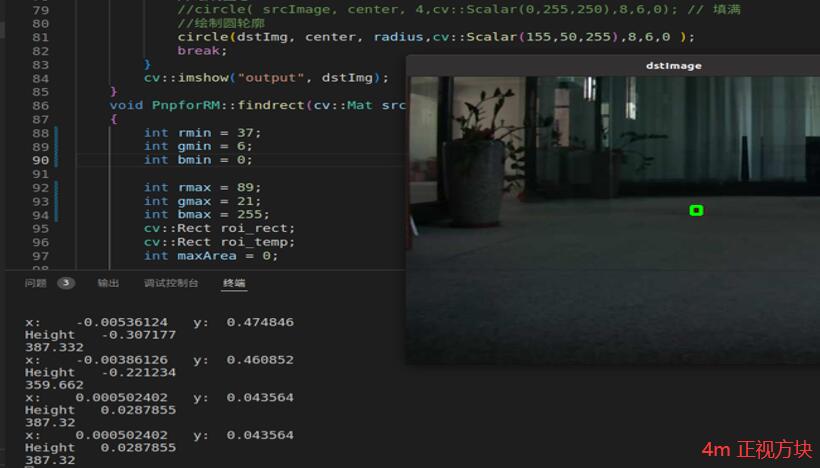 79 //circle( srcImage, center, 4,cv::Scalar(0,255,250),8,6,0); // 填满
80 //绘制圆轮廓
81 circle(dstImg, center, radius,cv::Scalar(155,50,255),8,6,0 );
82 break;
83 }
84 cv::imshow("output", dstImg);
85 }
86 void PnpforRM::findrect(cv::Mat src
87 {
88 int rmin = 37;
89 int gmin = 6;
90 int bmin = 0;
91
92 int rmax = 89;
93 int gmax = 21;
94 int bmax = 255;
95 cv::Rect roi_rect;
96 cv::Rect roi_temp;
97 int maxArea = 0;
dstImage
问题 3 输出 调试控制台 终端
x: -0.00536124 y: 0.474846
Height -0.307177
387.332
x: -0.00386126 y: 0.460852
Height -0.221234
359.662
x: 0.000502402 y: 0.043564
Height 0.0287855
387.32
x: 0.000502402 y: 0.043564
Height 0.0287855
387.32
4m 正视方块